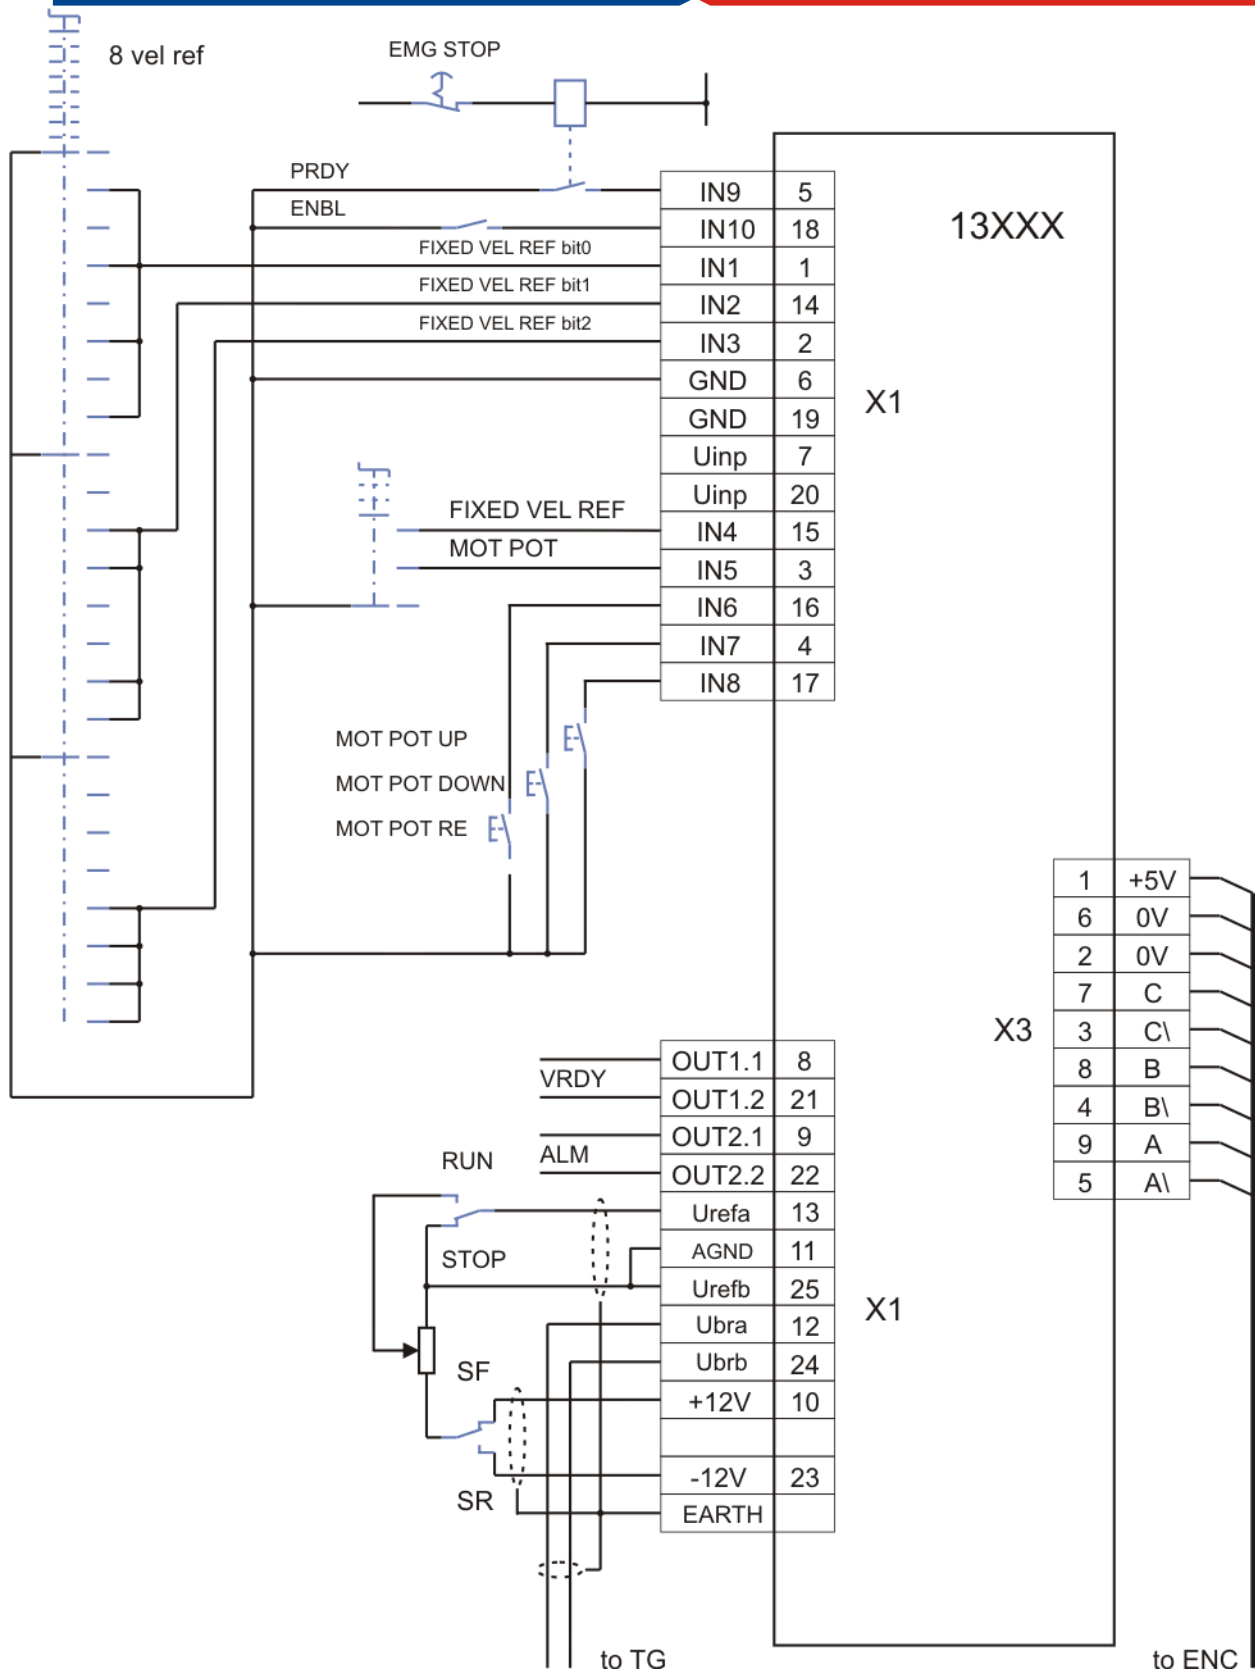 8 vel ref
EMG STOP
PRDY
IN9 5
13XXX
ENBL
IN10 18
FIXED VEL REF bit0
IN1 1
FIXED VEL REF bit1
IN2 14
FIXED VEL REF bit2
IN3 2
GND 6
X1
GND 19
Uinp 7
Uinp 20
FIXED VEL REF
IN4 15
MOT POT
IN5 3
IN6 16
IN7 4
IN8 17
MOT POT UP
MOT POT DOWN
MOT POT RE
1 +5V
6 0V
2 0V
7 C
X3
3 C\
8 B
4 B\
9 A
5 A\
OUT1.1 8
VRDY
OUT1.2 21
OUT2.1 9
ALM
OUT2.2 22
RUN
Urefa 13
STOP
AGND 11
Urefb 25
X1
Ubra 12
Ubrb 24
SF
+12V 10
-12V 23
SR
EARTH
to TG
to ENC